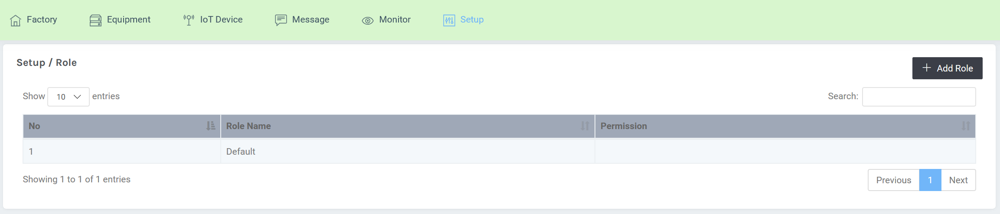 Factory Equipment IoT Device Message Monitor Setup
Setup / Role
+ Add Role
Show 10 entries Search:
No Role Name Permission
1 Default
Showing 1 to 1 of 1 entries Previous 1 Next